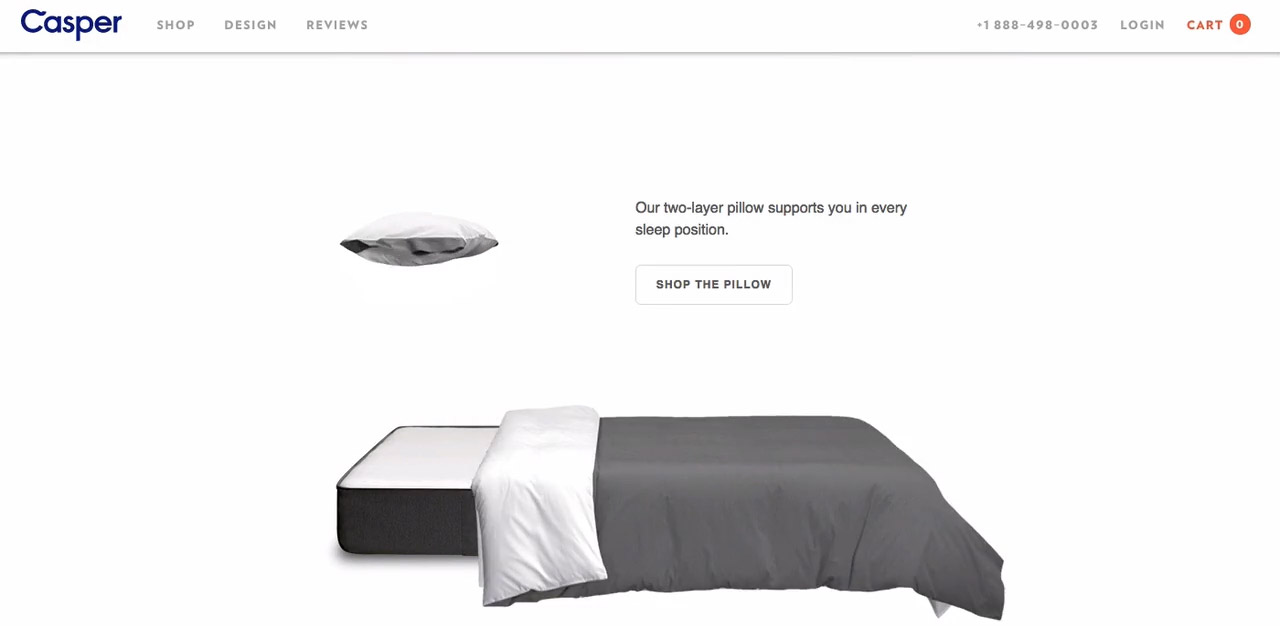 Casper SHOP DESIGN REVIEWS +1 888-498-0003 LOGIN CART 0
Our two-layer pillow supports you in every
sleep position.
SHOP THE PILLOW